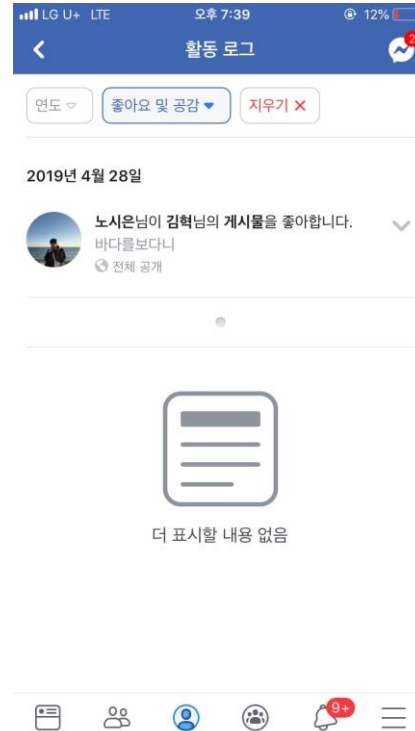 LG U+ LTE 오후 7:39 12%
활동 로그
2
연도 좋아요 및 공감 지우기 ×
2019년 4월 28일
노시은님이 김혁님의 게시물을 좋아합니다.
바다를보다니
전체 공개
더 표시할 내용 없음
9+